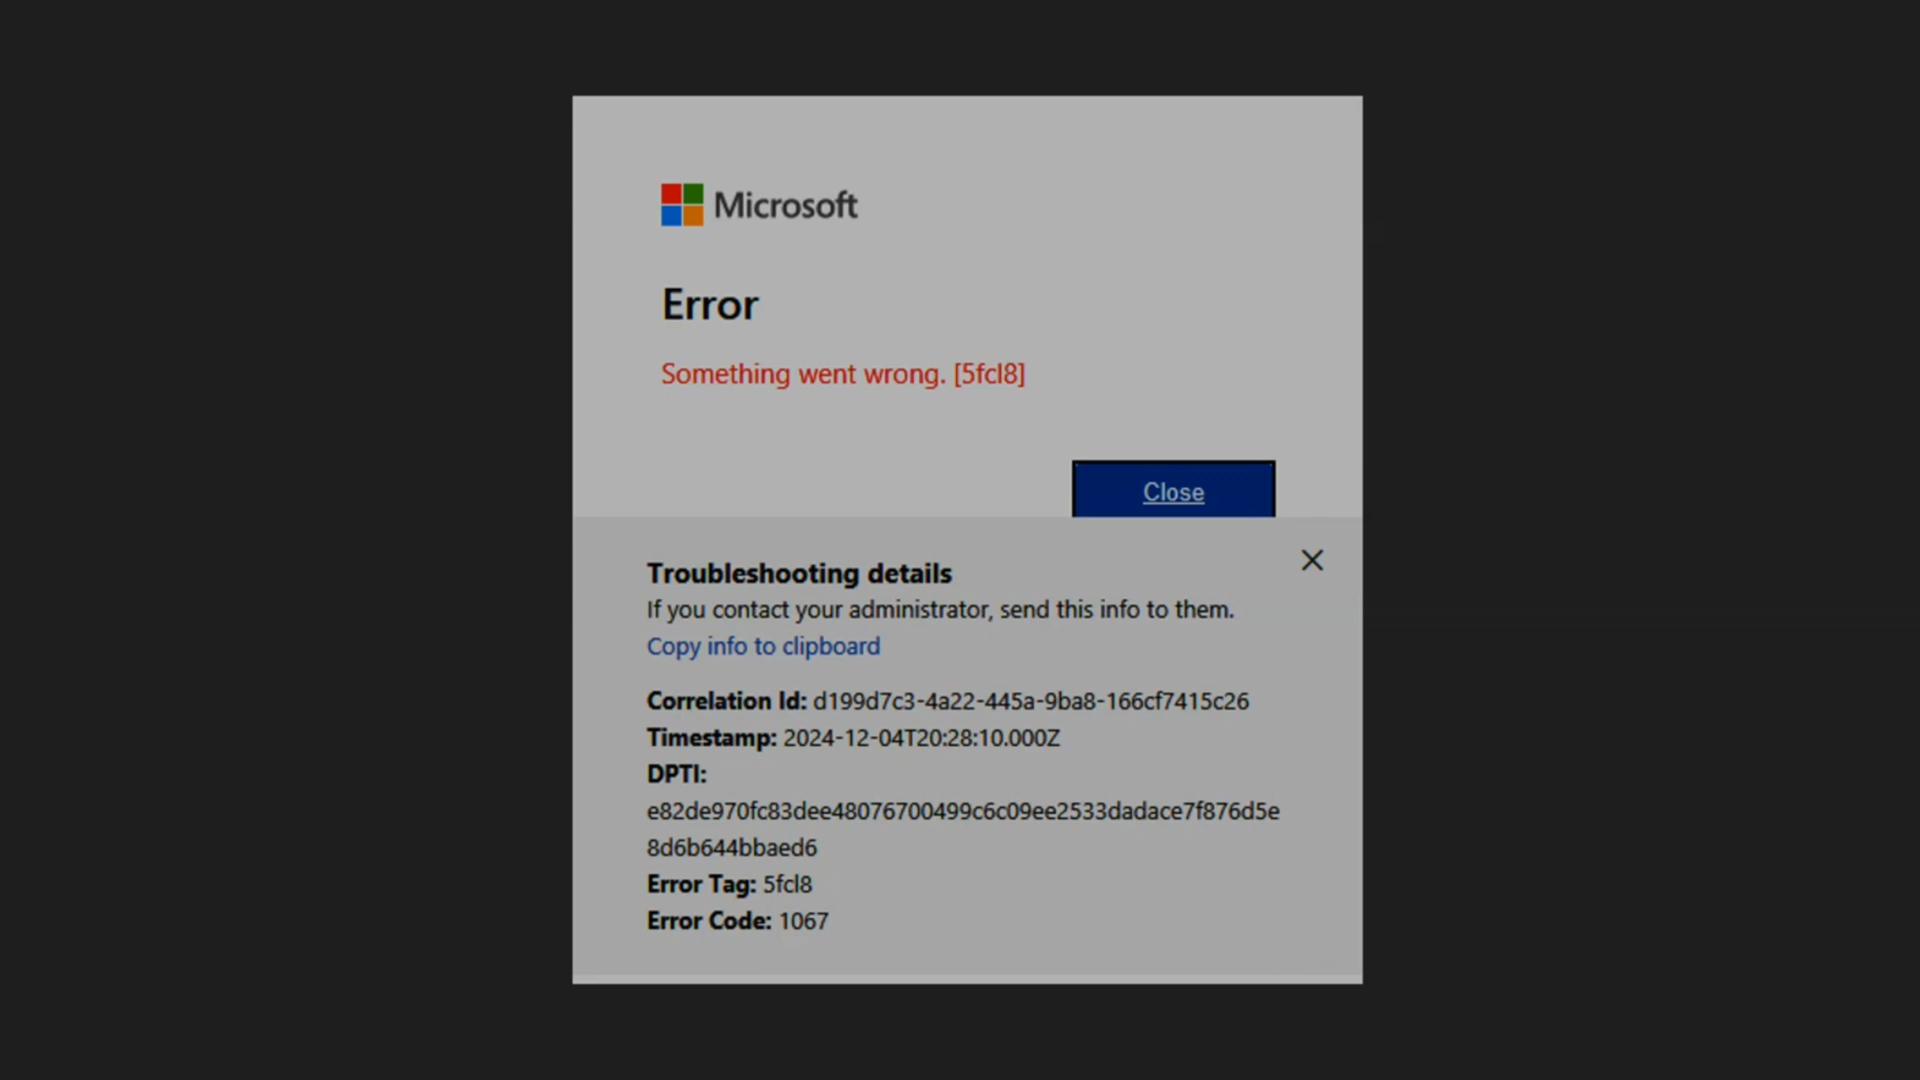 Microsoft
Error
Something went wrong. [5fcl8]
Close
Troubleshooting details
If you contact your administrator, send this info to them.
Copy info to clipboard
Correlation Id: d199d7c3-4a22-445a-9ba8-166cf7415c26
Timestamp: 2024-12-04T20:28:10.000Z
DPTI:
e82de970fc83dee48076700499c6c09ee2533dadace7f876d5e
8d6b644bbaed6
Error Tag: 5fcl8
Error Code: 1067